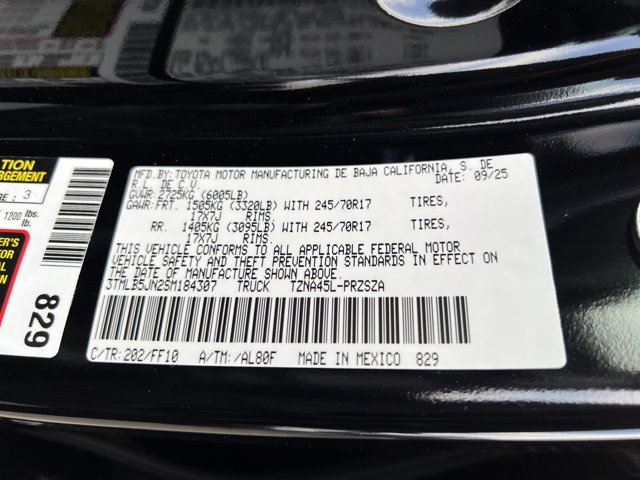 MFD.BY:TOYOTA MOTOR MANUFACTURING DE BAJA CALIFORNIA, S. DE
R.L. DE C.V. DATE: 09/25
GVWR:2725KG (6005LB)
GAWR:FRT. 1505KG (3320LB) WITH 245/70R17 TIRES,
17X7J RIMS.
RR. 1405KG (3095LB) WITH 245/70R17 TIRES,
17X7J RIMS.
THIS VEHICLE CONFORMS TO ALL APPLICABLE FEDERAL MOTOR
VEHICLE SAFETY AND THEFT PREVENTION STANDARDS IN EFFECT ON
THE DATE OF MANUFACTURE SHOWN ABOVE.
3TMLB5JN2SM184307 TRUCK TZNA45L-PRZSZA
C/TR:202/FF10 A/TM:/AL80F MADE IN MEXICO 829
3
1200 lbs.
lb.
829